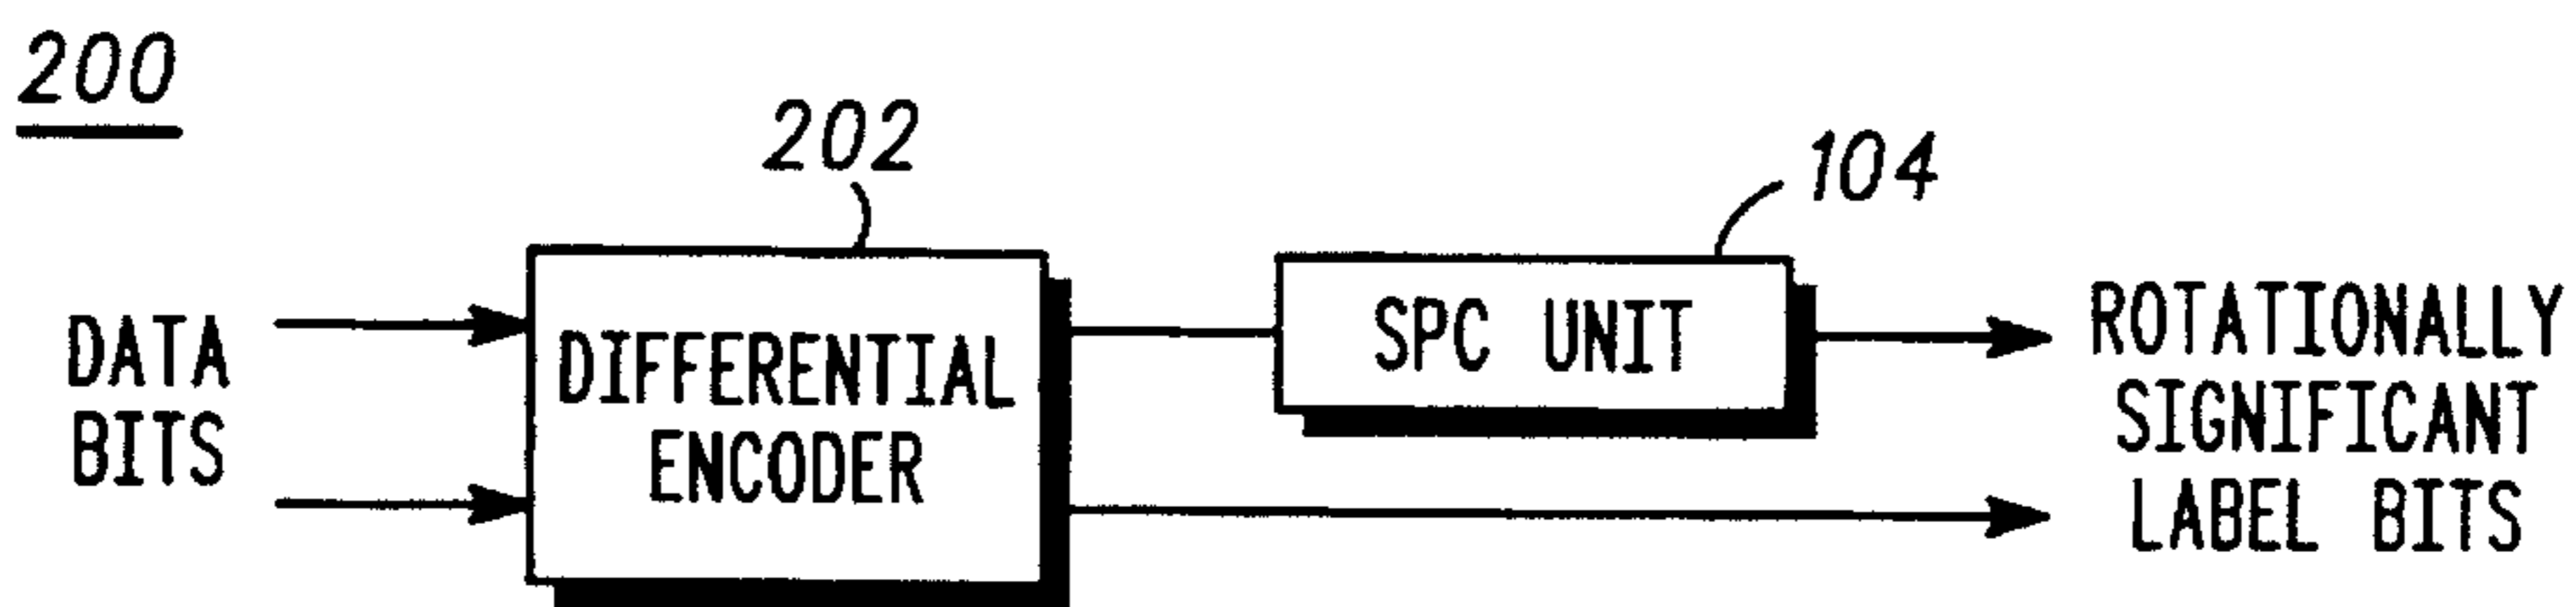 200
202
104
DATA
BITS
DIFFERENTIAL
ENCODER
SPC UNIT
ROTATIONALLY
SIGNIFICANT
LABEL BITS